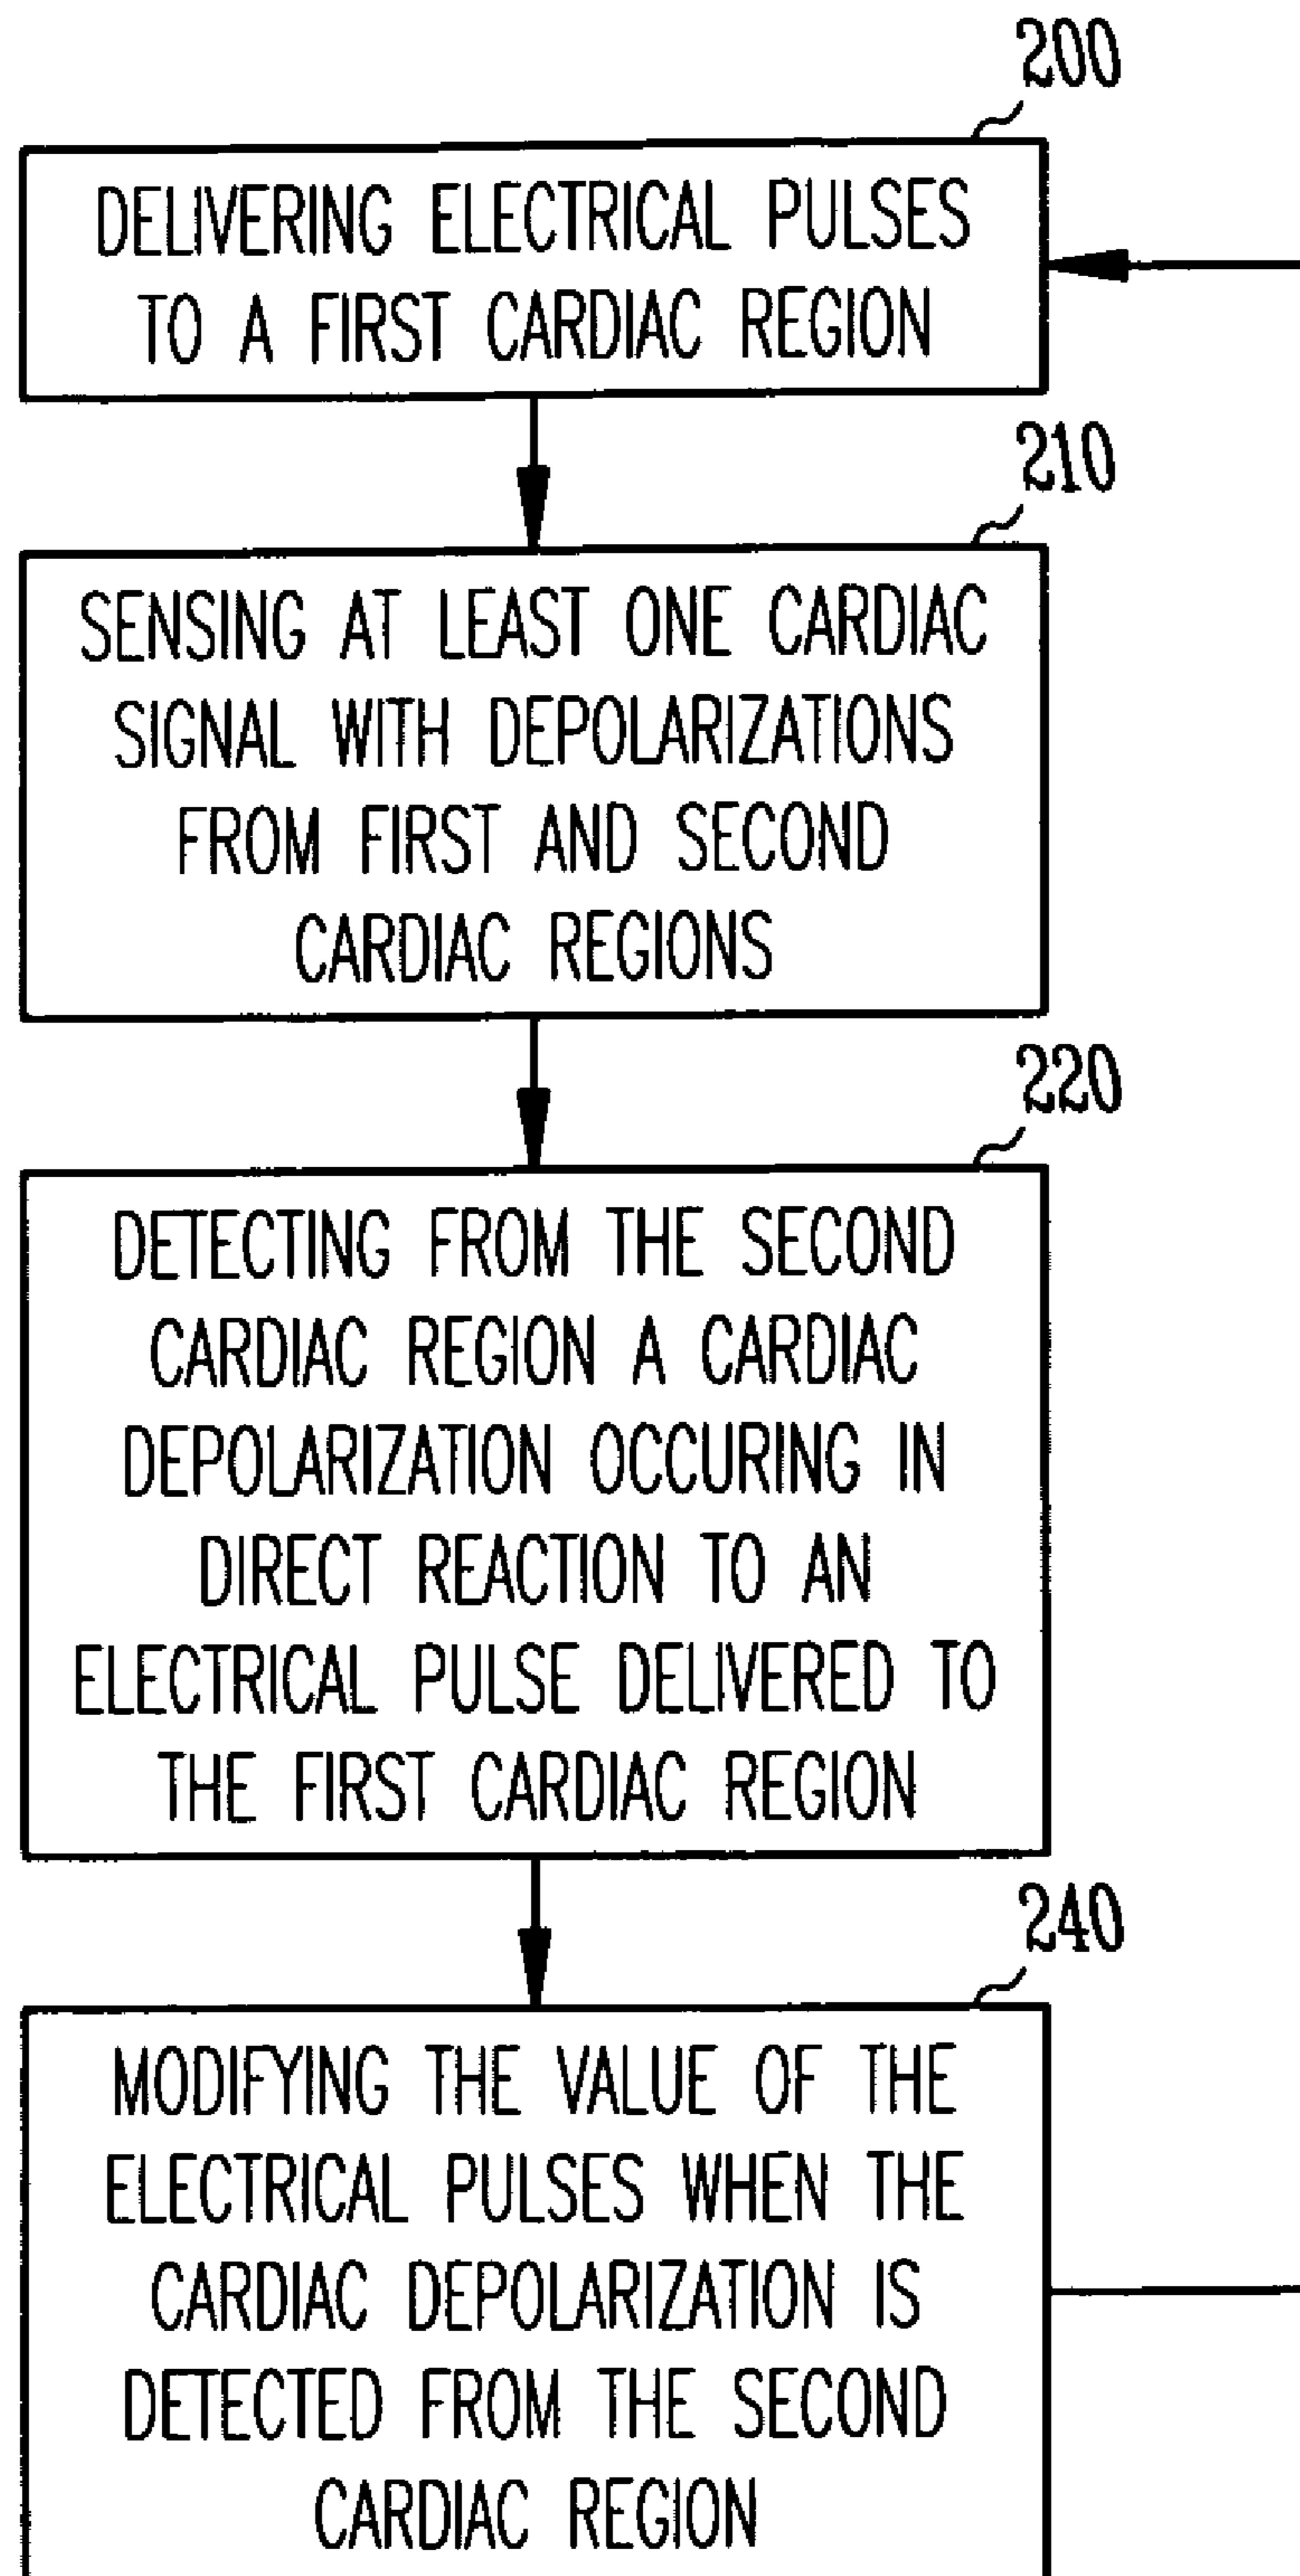 200
DELIVERING ELECTRICAL PULSES
TO A FIRST CARDIAC REGION
210
SENSING AT LEAST ONE CARDIAC
SIGNAL WITH DEPOLARIZATIONS
FROM FIRST AND SECOND
CARDIAC REGIONS
220
DETECTING FROM THE SECOND
CARDIAC REGION A CARDIAC
DEPOLARIZATION OCCURING IN
DIRECT REACTION TO AN
ELECTRICAL PULSE DELIVERED TO
THE FIRST CARDIAC REGION
240
MODIFYING THE VALUE OF THE
ELECTRICAL PULSES WHEN THE
CARDIAC DEPOLARIZATION IS
DETECTED FROM THE SECOND
CARDIAC REGION